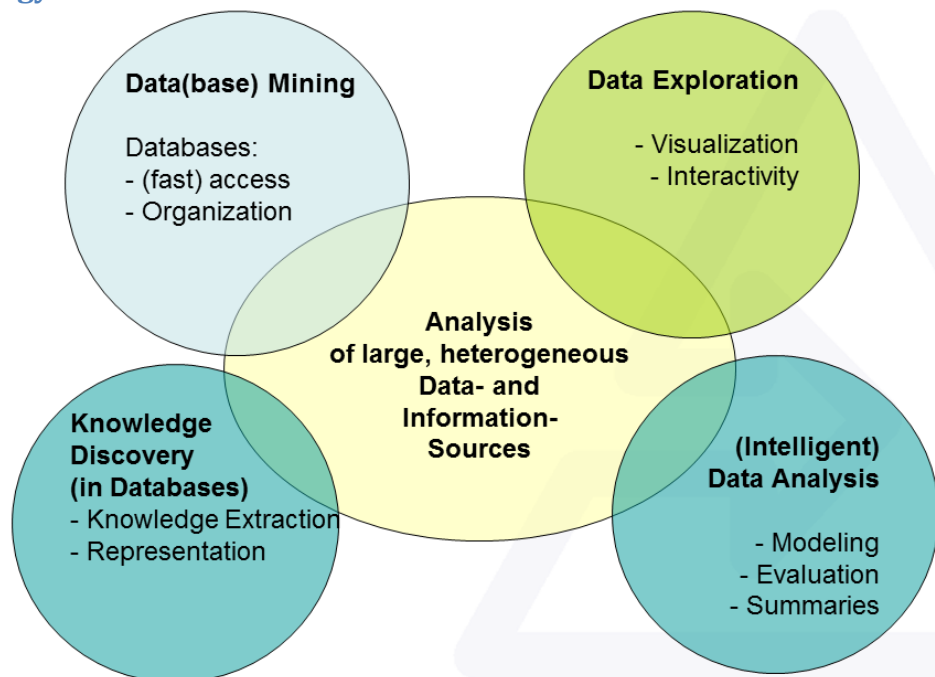 gy
Data(base) Mining
Databases:
- (fast) access
- Organization
Data Exploration
- Visualization
- Interactivity
Analysis
of large, heterogeneous
Data- and
Information-
Sources
Knowledge
Discovery
(in Databases)
- Knowledge Extraction
- Representation
(Intelligent)
Data Analysis
- Modeling
- Evaluation
- Summaries